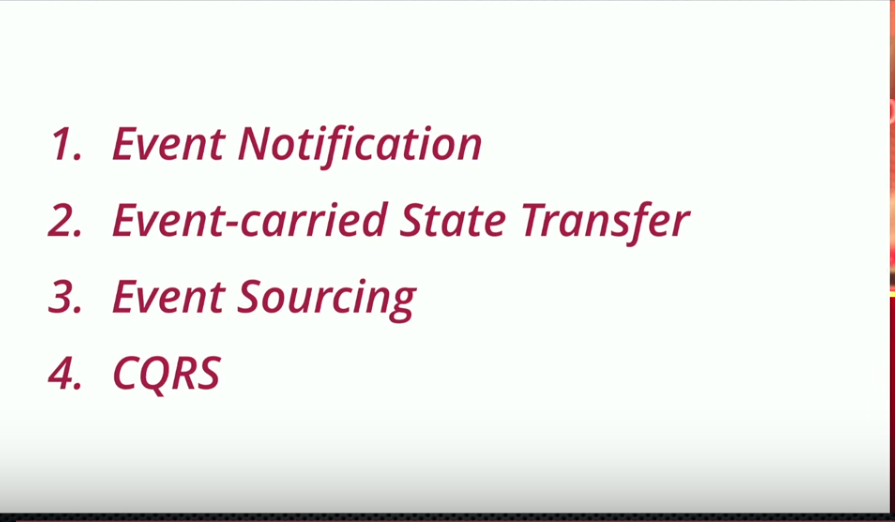 1. Event Notification
2. Event-carried State Transfer
3. Event Sourcing
4. CQRS